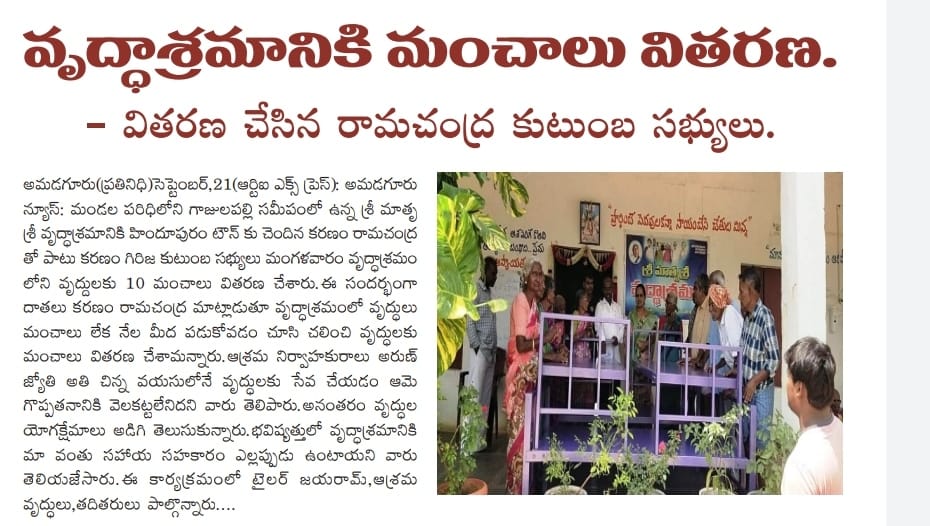 వృద్ధాశ్రమానికి మంచాలు వితరణ.
- వితరణ చేసిన రామచంద్ర కుటుంబ సభ్యులు.
అమడగూరు(ప్రతినిధి)సెప్టెంబర్,21(ఆర్టిఐ ఎక్స్ ప్రెస్): అమడగూరు
న్యూస్: మండల పరిధిలోని గాజులపల్లి సమీపంలో ఉన్న శ్రీ మాతృ
శ్రీ వృద్ధాశ్రమానికి హిందూపురం టౌన్ కు చెందిన కరణం రామచంద్ర
తో పాటు కరణం గిరిజ కుటుంబ సభ్యులు మంగళవారం వృద్ధాశ్రమం
లోని వృద్దులకు 10 మంచాలు వితరణ చేశారు.ఈ సందర్భంగా
దాతలు కరణం రామచంద్ర మాట్లాడుతూ వృద్ధాశ్రమంలో వృద్ధులు
మంచాలు లేక నేల మీద పడుకోవడం చూసి చలించి వృద్ధులకు
మంచాలు వితరణ చేశామన్నారు.ఆశ్రమ నిర్వాహకురాలు అరుణ్
జ్యోతి అతి చిన్న వయసులోనే వృద్ధులకు సేవ చేయడం ఆమె
గొప్పతనానికి వెలకట్టలేనిదని వారు తెలిపారు.అనంతరం వృద్ధుల
యోగక్షేమాలు అడిగి తెలుసుకున్నారు.భవిష్యత్తులో వృద్ధాశ్రమానికి
మా వంతు సహాయ సహకారం ఎల్లప్పుడు ఉంటాయని వారు
తెలియజేసారు.ఈ కార్యక్రమంలో టైలర్ జయరామ్,ఆశ్రమ
వృద్ధులు,తదితరులు పాల్గొన్నారు....
"ప్రార్థించే పెదవులకన్నా సాయంచేసే చేతులు మిన్న"
శ్రీ మాతృ శ్రీ
వృద్ధాశ్రమం